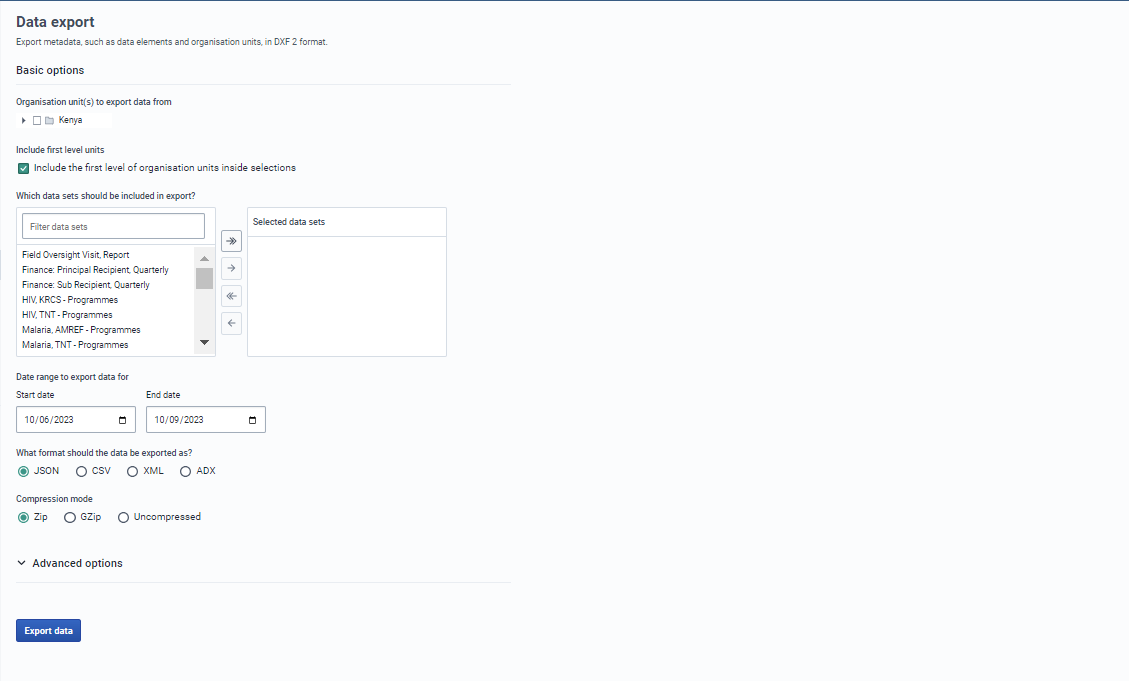 Data export
Export metadata, such as data elements and organisation units, in DXF 2 format.
Basic options
Organisation unit(s) to export data from
Kenya
Include first level units
Include the first level of organisation units inside selections
Which data sets should be included in export?
Filter data sets
Field Oversight Visit, Report
Finance: Principal Recipient, Quarterly
Finance: Sub Recipient, Quarterly
HIV, KRCS - Programmes
HIV, TNT - Programmes
Malaria, AMREF - Programmes
Malaria, TNT - Programmes
Selected data sets
Date range to export data for
Start date End date
10/06/2023 10/09/2023
What format should the data be exported as?
JSON CSV XML ADX
Compression mode
Zip GZip Uncompressed
Advanced options
Export data